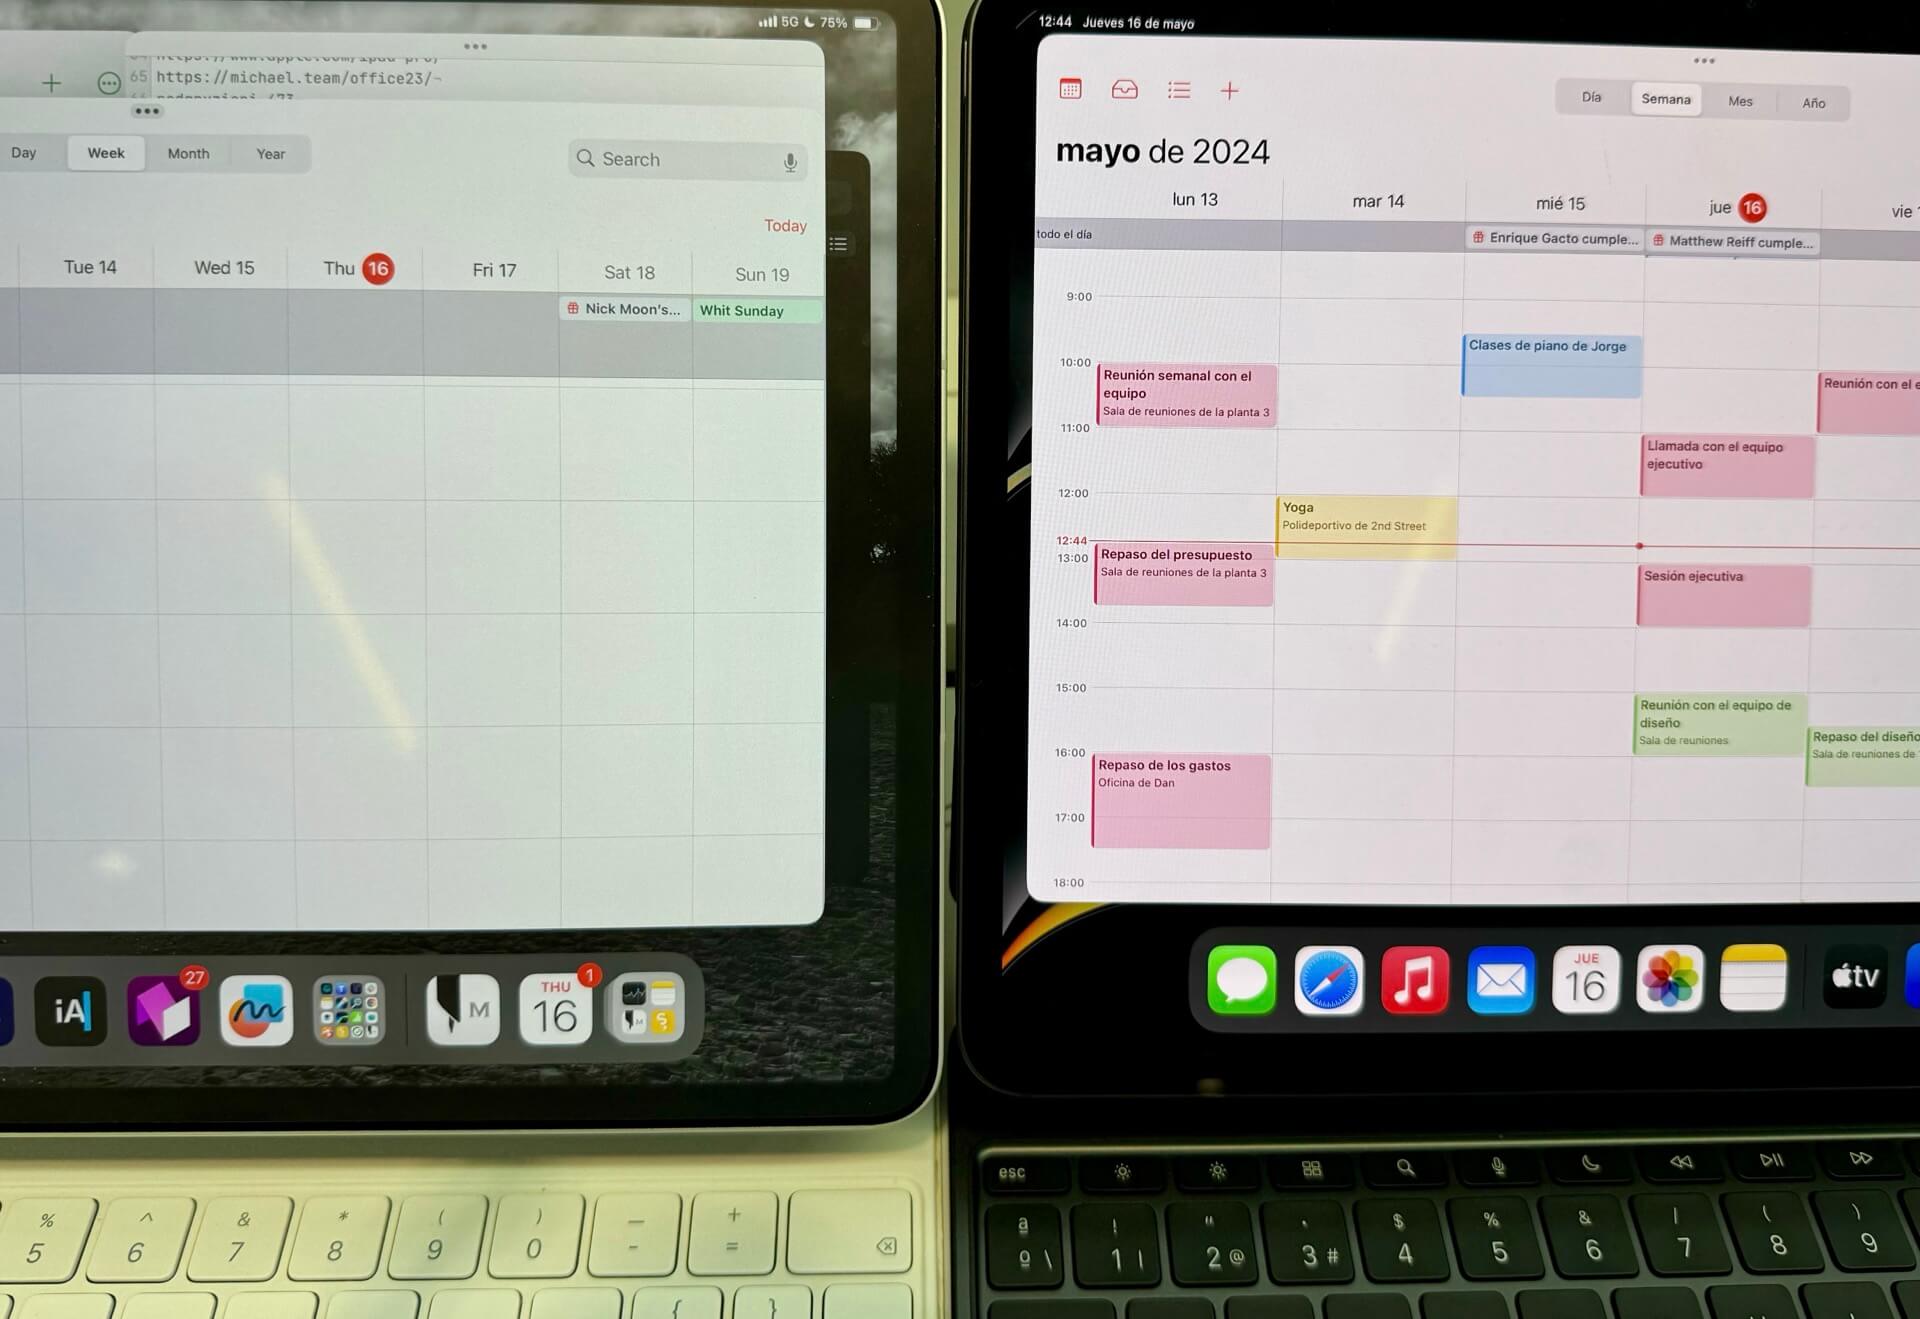 5G 75%
65 https://michael.team/office23/¬
Day Week Month Year
Search
Today
Tue 14 Wed 15 Thu 16 Fri 17 Sat 18 Sun 19
Nick Moon's... Whit Sunday
iA
27
M
THU
16
1
% 5 ^ 6 & 7 * 8 ( 9 ) 0 _ - + =
{ }
12:44 Jueves 16 de mayo
Día Semana Mes Año
mayo de 2024
lun 13 mar 14 mié 15 jue 16 vie
todo el día
Enrique Gacto cumple... Matthew Reiff cumple...
9:00
Clases de piano de Jorge
10:00
Reunión semanal con el
equipo
Sala de reuniones de la planta 3
Reunión con el e
11:00
Llamada con el equipo
ejecutivo
12:00
Yoga
Polideportivo de 2nd Street
12:44
13:00
Repaso del presupuesto
Sala de reuniones de la planta 3
Sesión ejecutiva
14:00
15:00
Reunión con el equipo de
diseño
Sala de reuniones
Repaso del diseño
Sala de reuniones de
16:00
Repaso de los gastos
Oficina de Dan
17:00
18:00
JUE
16
tv
esc
ª º \ ! 1 | " 2 @ · 3 # $ 4 % 5 & 6 / 7 ( 8 ) 9